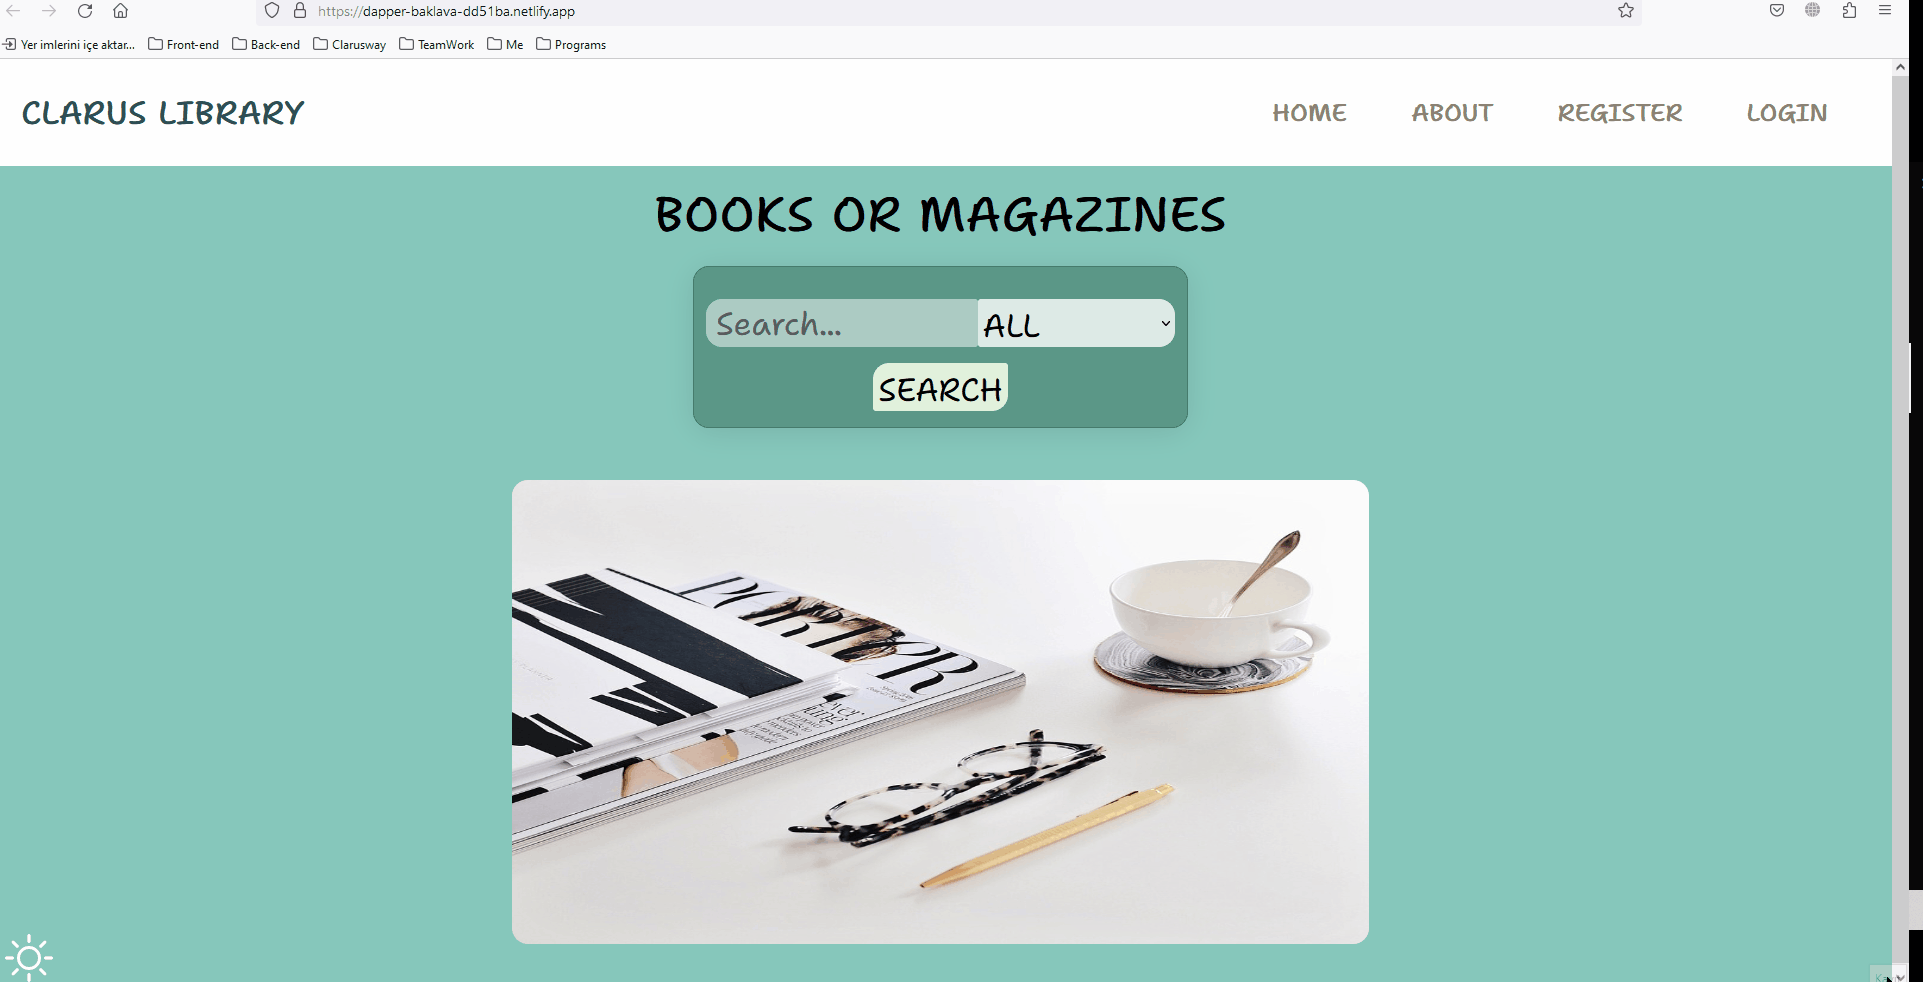 https://dapper-baklava-dd51ba.netlify.app
Yer imlerini içe aktar... Front-end Back-end Clarusway TeamWork Me Programs
CLARUS LIBRARY HOME ABOUT REGISTER LOGIN
BOOKS OR MAGAZINES
Search... ALL
SEARCH
PORTER